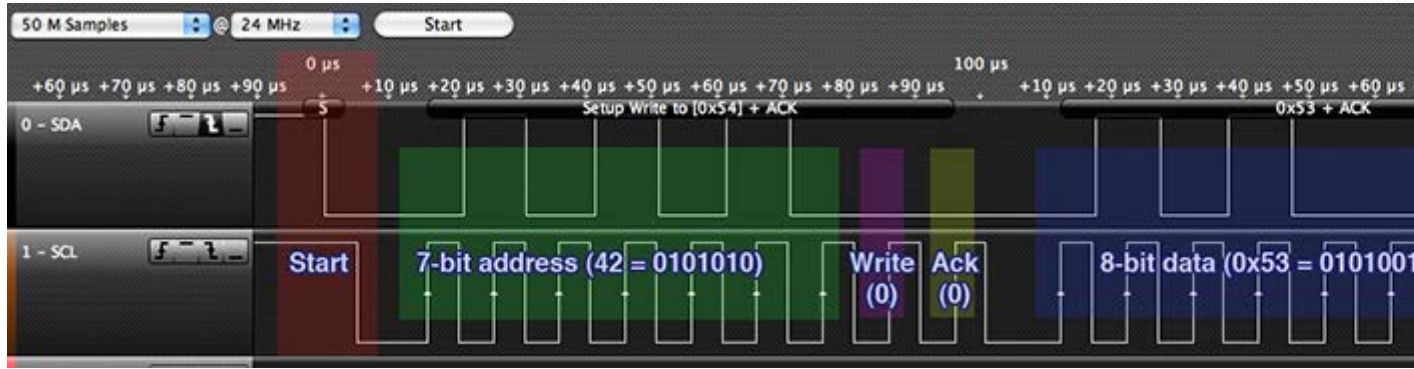 50 M Samples @ 24 MHz Start
0 µs 100 µs
+60 µs +70 µs +80 µs +90 µs +10 µs +20 µs +30 µs +40 µs +50 µs +60 µs +70 µs +80 µs +90 µs +10 µs +20 µs +30 µs +40 µs +50 µs +60 µs
S Setup Write to [0x54] + ACK 0x53 + ACK
0 - SDA
1 - SCL
Start 7-bit address (42 = 0101010) Write Ack 8-bit data (0x53 = 0101001
(0) (0)